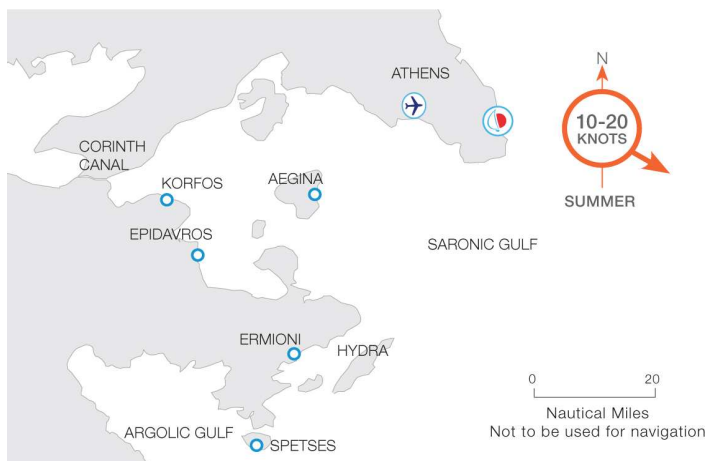 ATHENS
N
10-20
KNOTS
SUMMER
CORINTH
CANAL
KORFOS
AEGINA
EPIDAVROS
SARONIC GULF
ERMIONI
HYDRA
0 20
Nautical Miles
Not to be used for navigation
ARGOLIC GULF
SPETSES